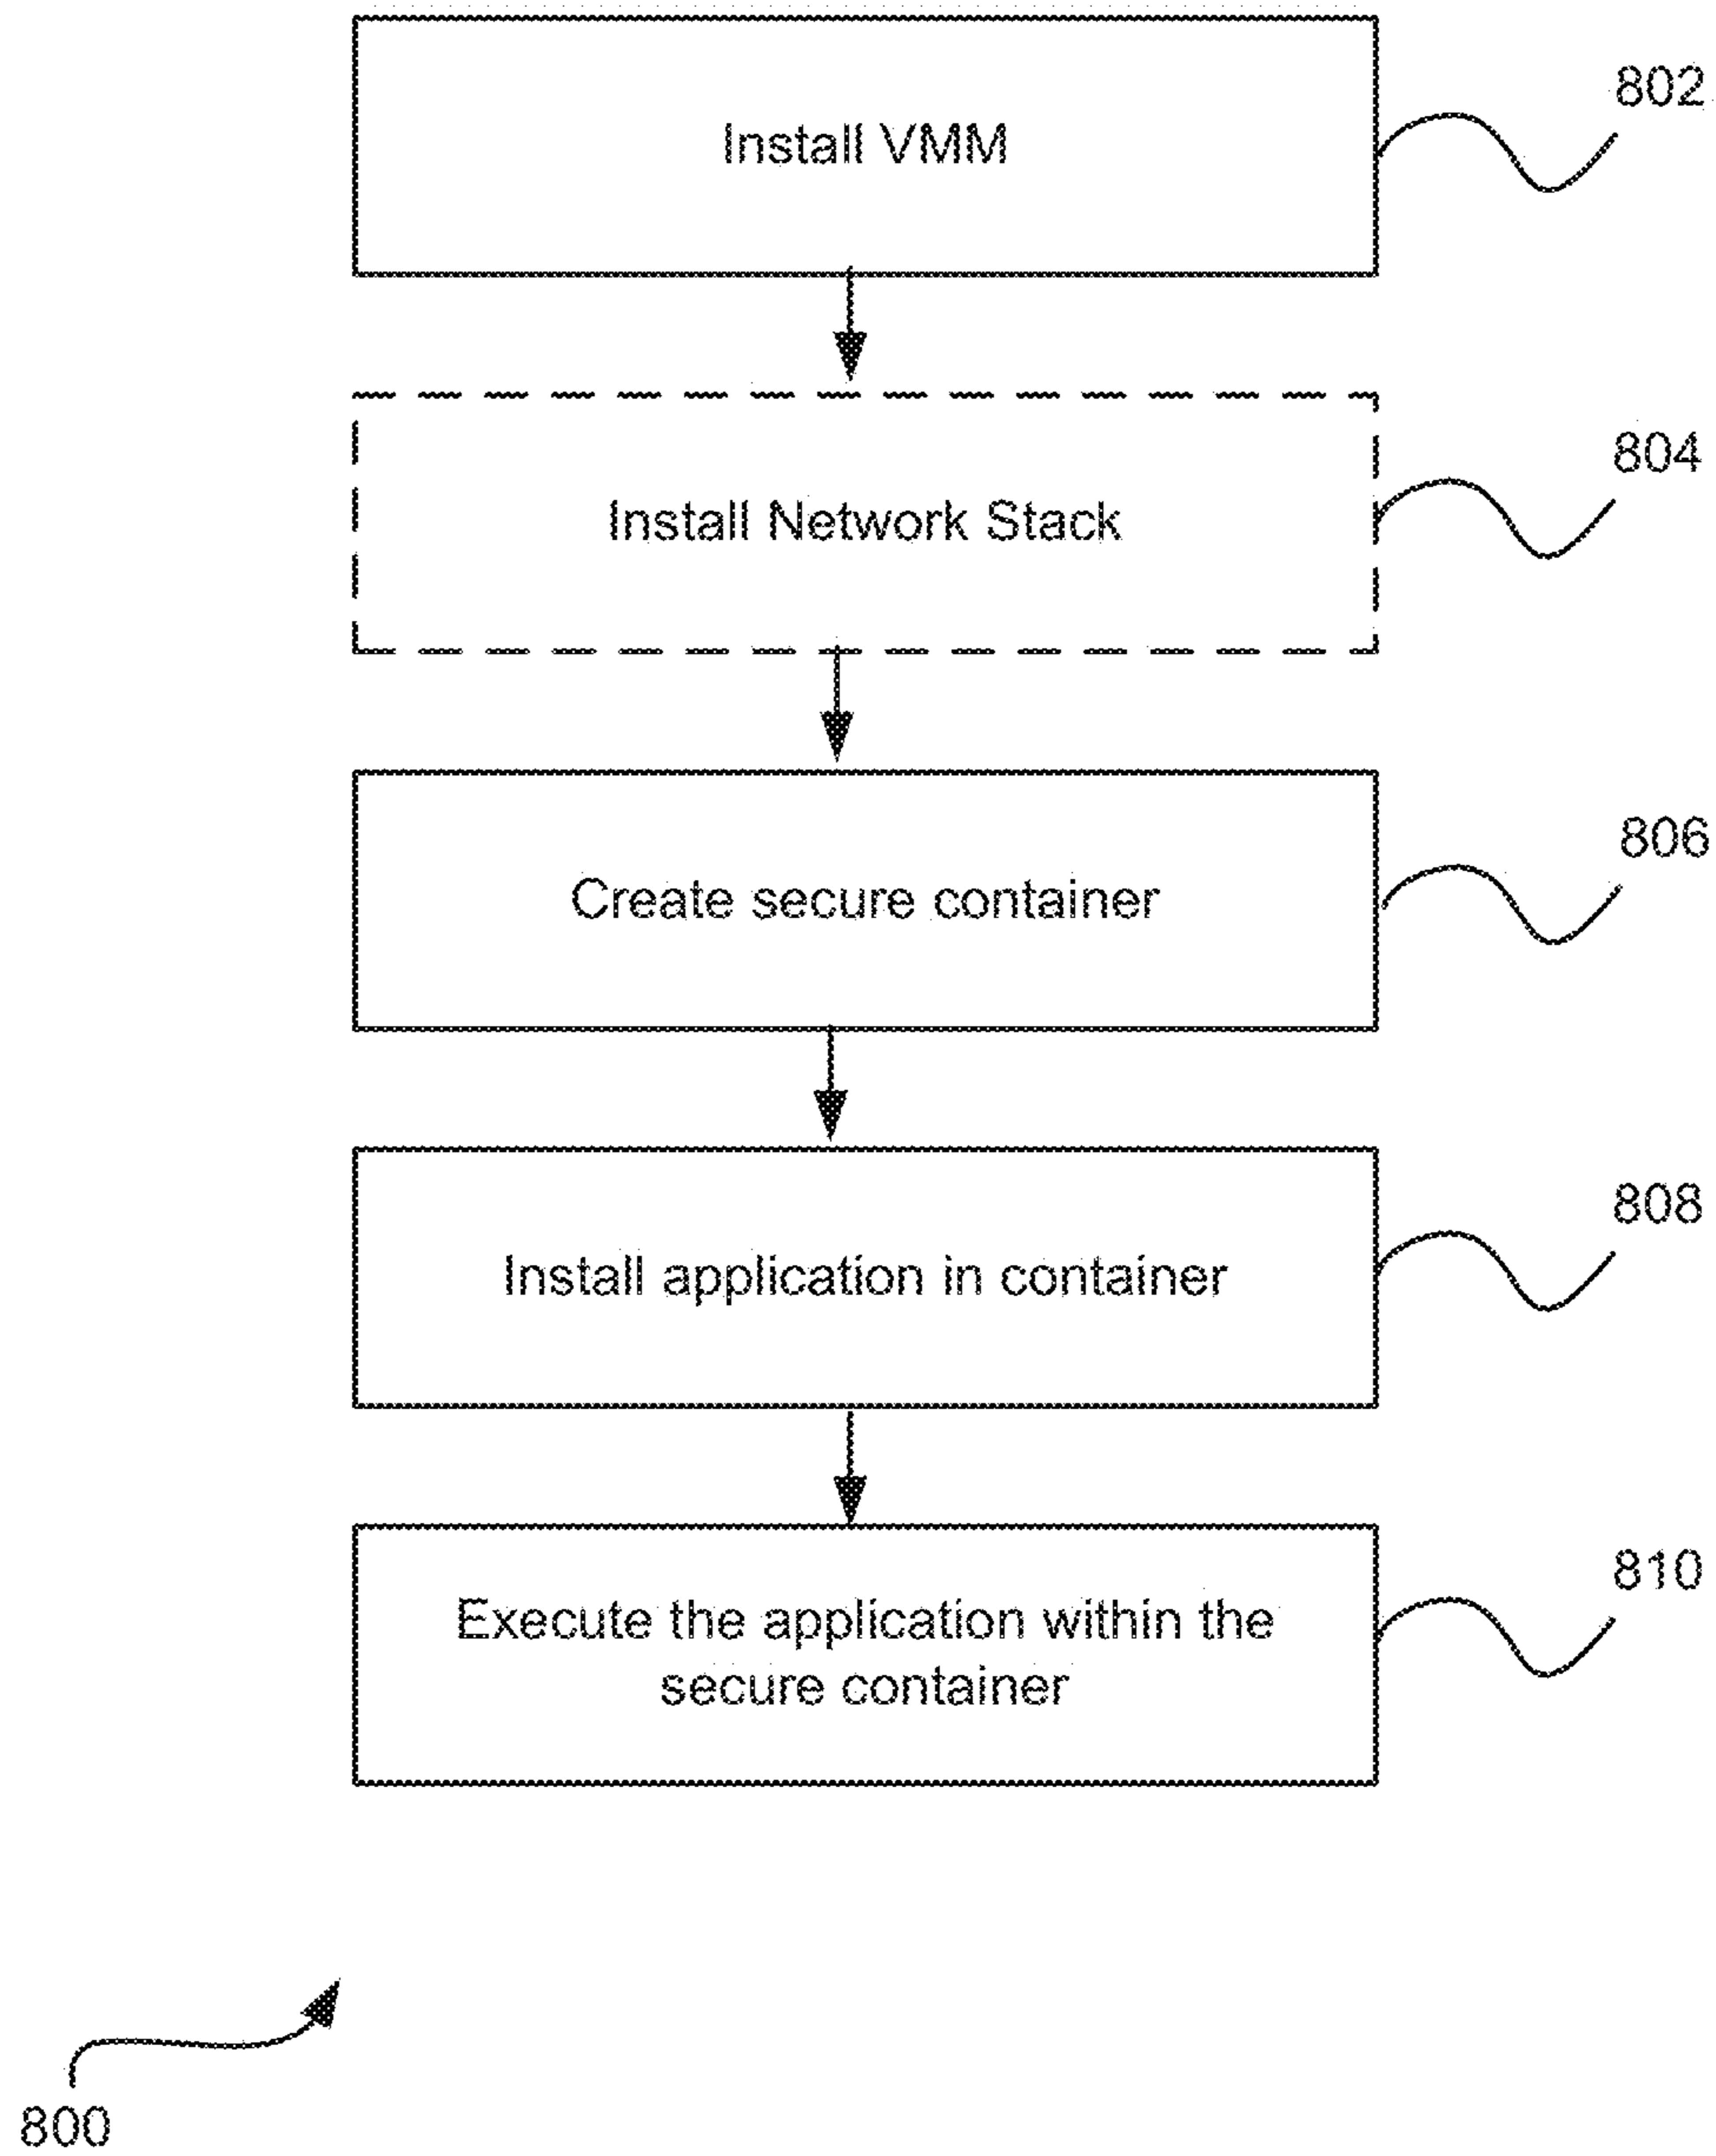 Install VMM
802
Install Network Stack
804
Create secure container
806
Install application in container
808
Execute the application within the
secure container
810
800